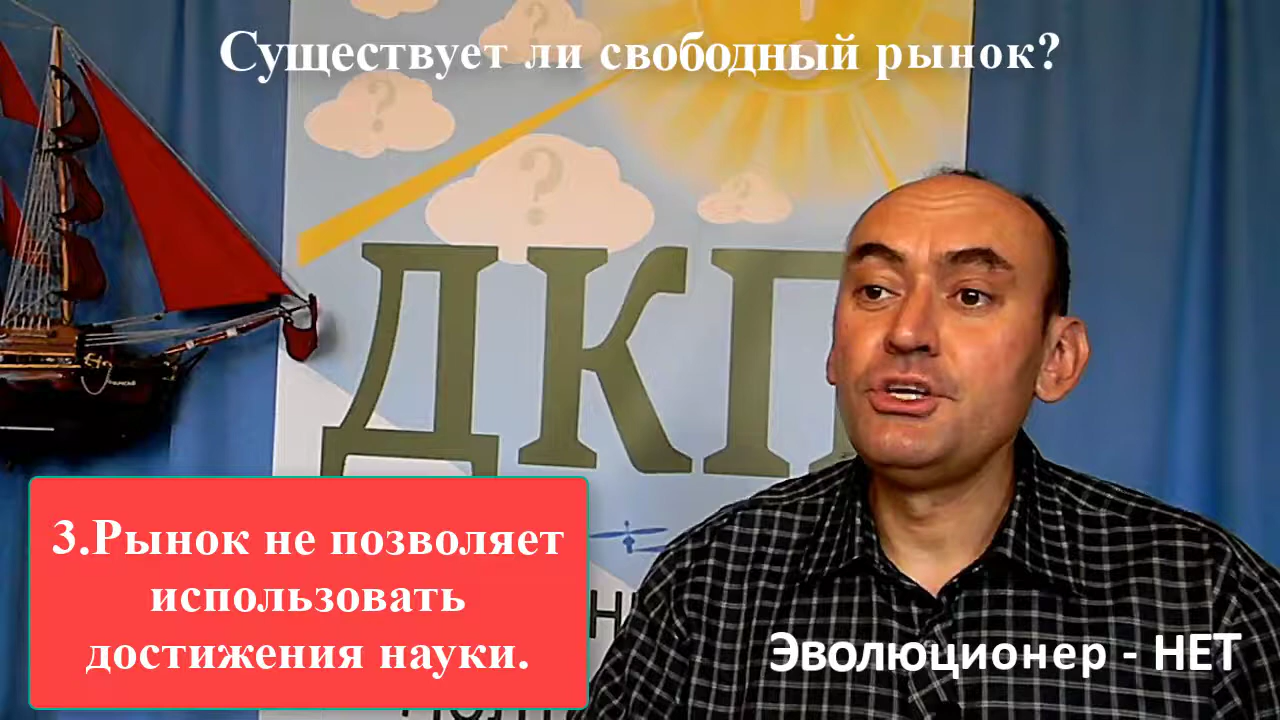 Существует ли свободный рынок?
ДКП
3.Рынок не позволяет
использовать
достижения науки.
Эволюционер - НЕТ